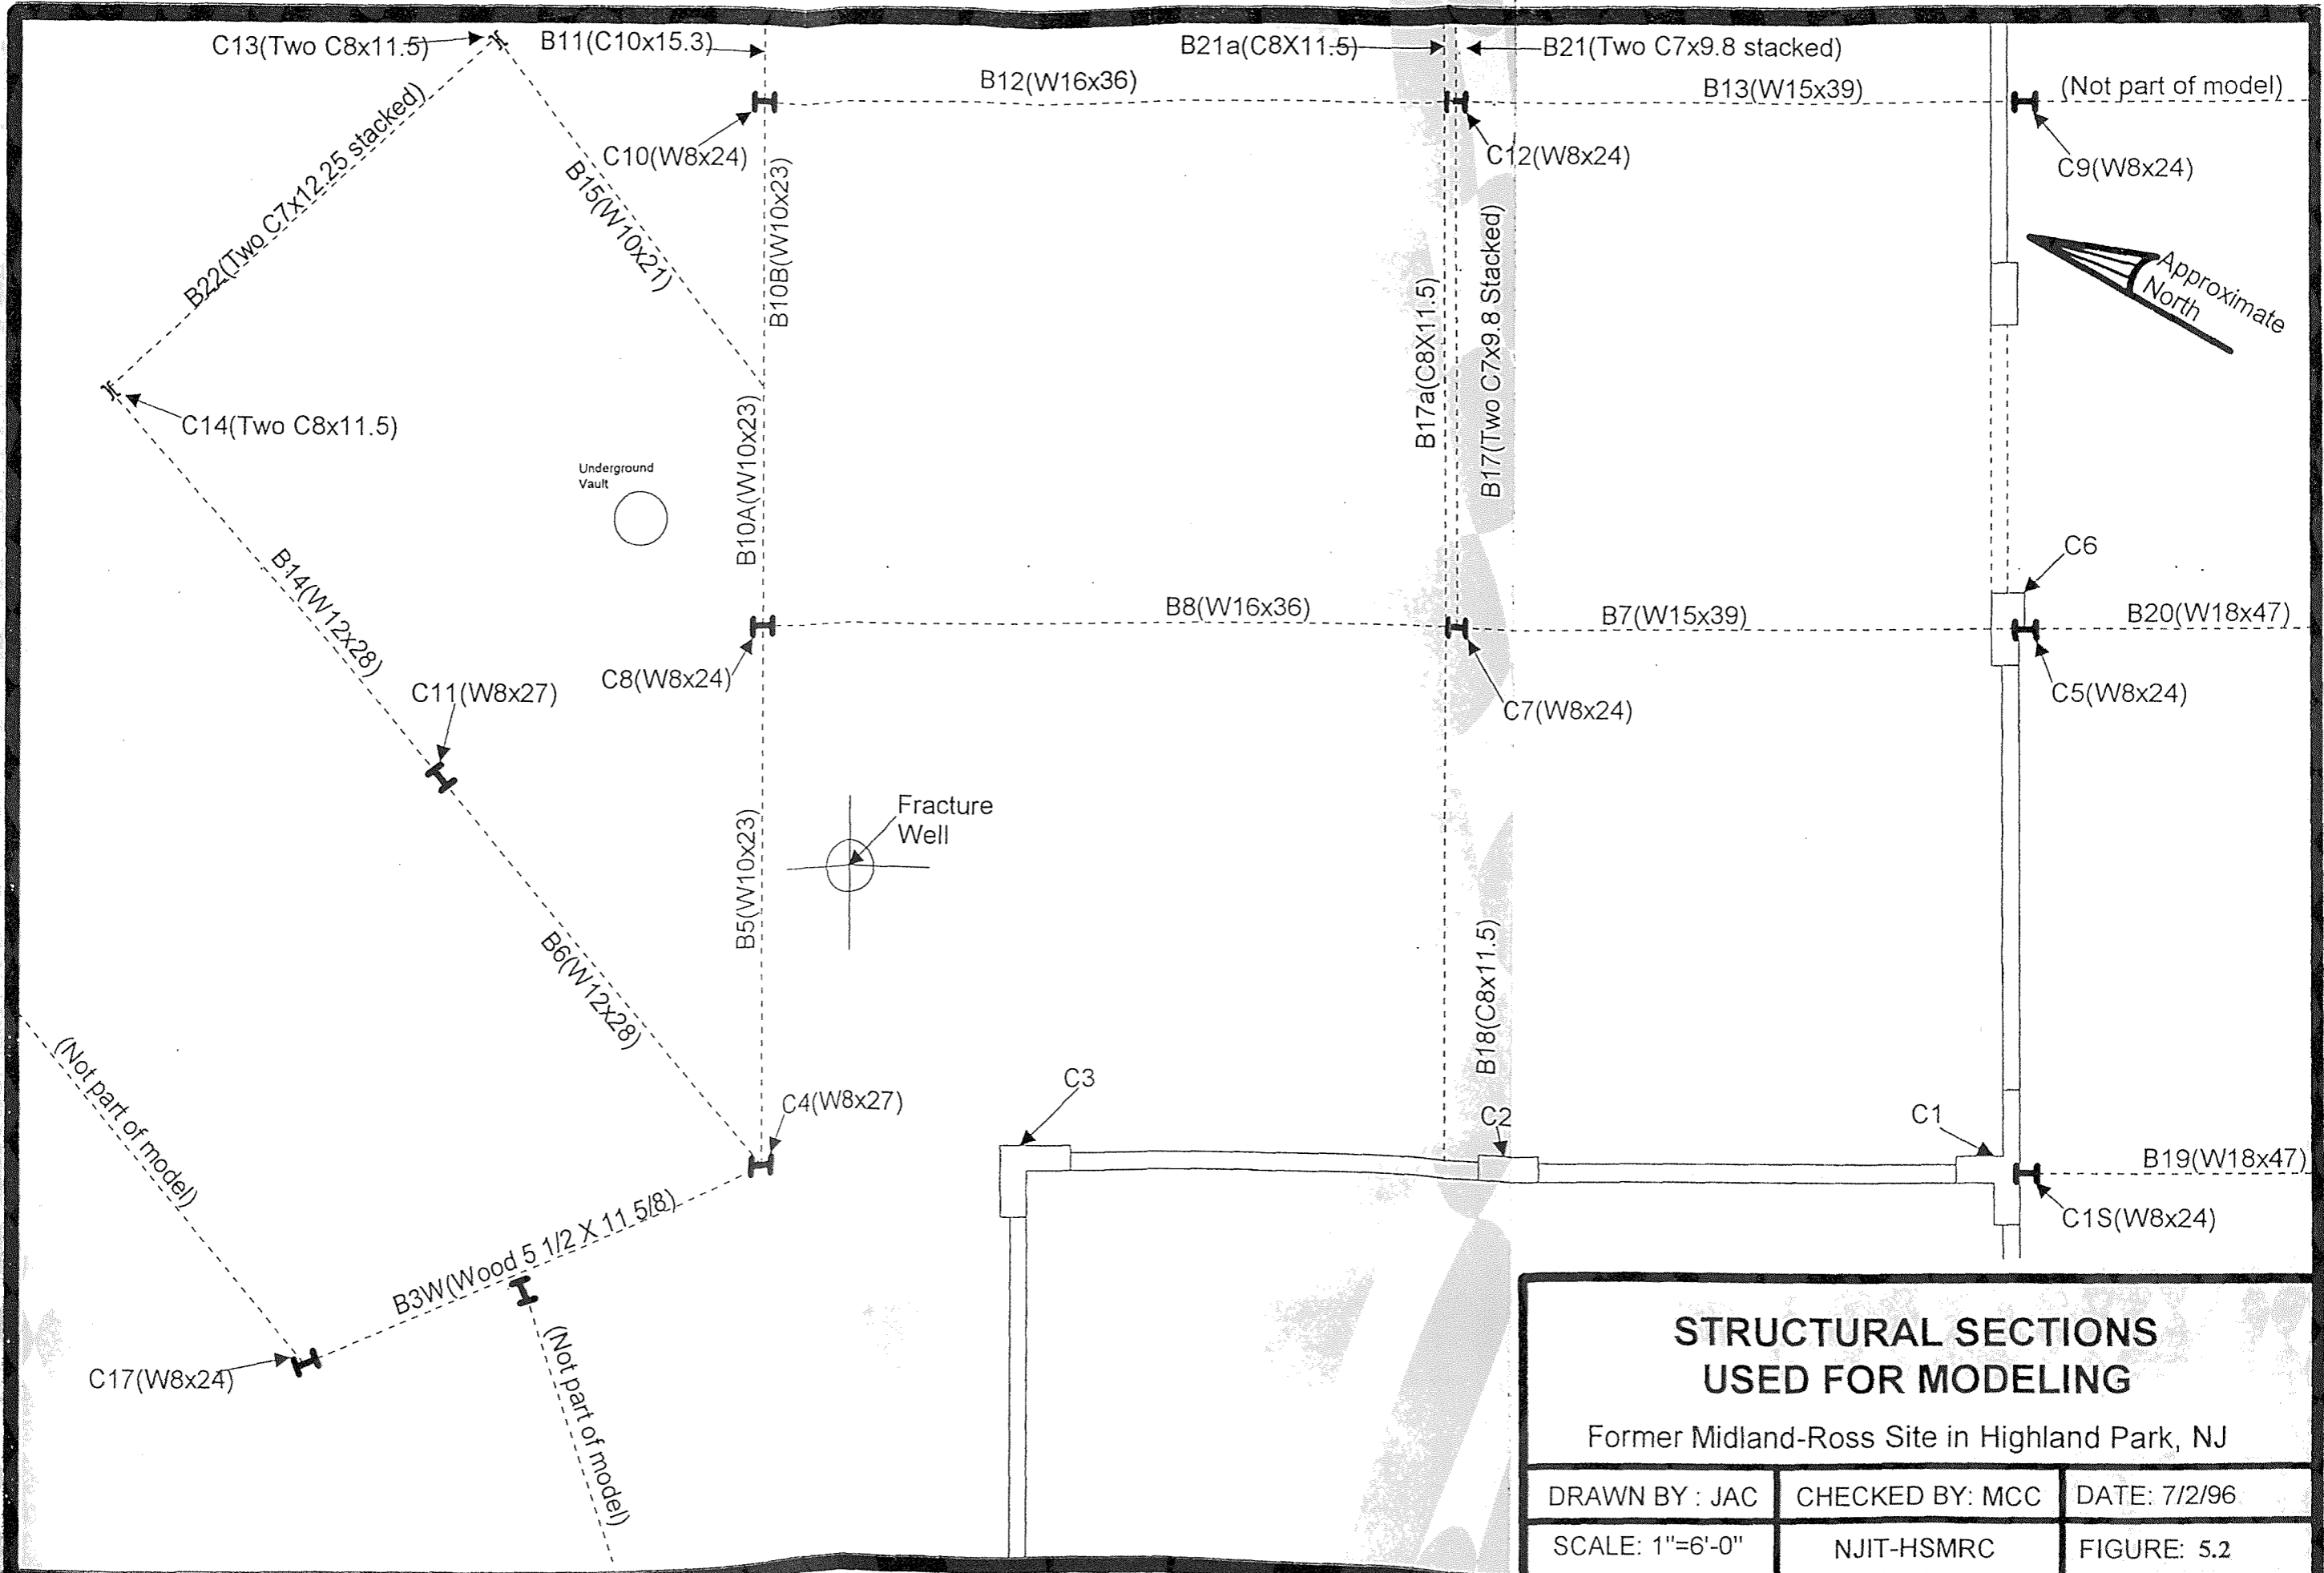 C13(Two C8x11.5)
B11(C10x15.3)
B21a(C8X11.5)
B21(Two C7x9.8 stacked)
B12(W16x36)
B13(W15x39)
(Not part of model)
C10(W8x24)
C12(W8x24)
C9(W8x24)
B22(Two C7x12.25 stacked)
B15(W10x21)
B10B(W10x23)
B17a(C8X11.5)
B17(Two C7x9.8 Stacked)
Approximate
North
C14(Two C8x11.5)
Underground
Vault
B10A(W10x23)
C6
B14(W12x28)
B8(W16x36)
B7(W15x39)
B20(W18x47)
C11(W8x27)
C8(W8x24)
C7(W8x24)
C5(W8x24)
Fracture
Well
B5(W10x23)
B6(W12x28)
B18(C8x11.5)
(Not part of model)
C4(W8x27)
C3
C2
C1
B19(W18x47)
C1S(W8x24)
B3W(Wood 5 1/2 X 11 5/8)
C17(W8x24)
(Not part of model)
STRUCTURAL SECTIONS
USED FOR MODELING
Former Midland-Ross Site in Highland Park, NJ
DRAWN BY : JAC
CHECKED BY: MCC
DATE: 7/2/96
SCALE: 1"=6'-0"
NJIT-HSMRC
FIGURE: 5.2